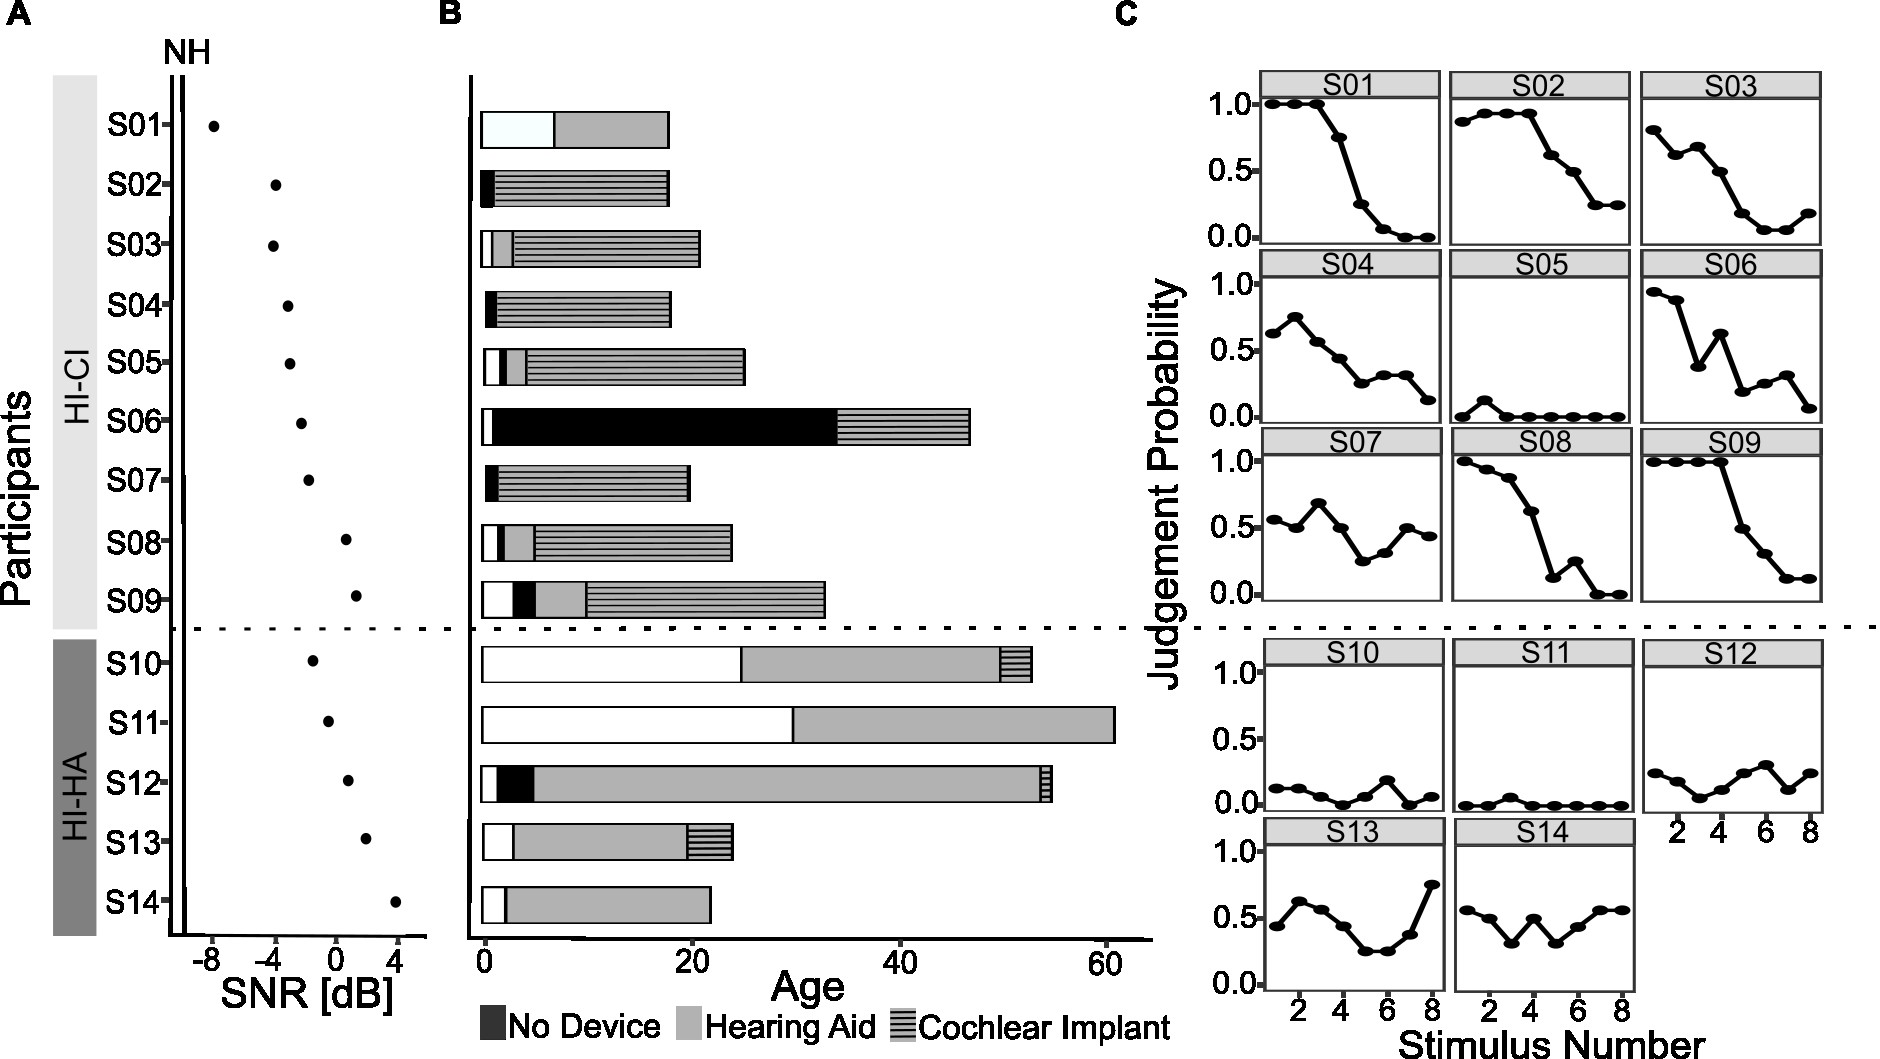 A
B
C
NH
Participants
HI-CI
HI-HA
S01
S02
S03
S04
S05
S06
S07
S08
S09
S10
S11
S12
S13
S14
-8 -4 0 4
SNR [dB]
0 20 40 60
Age
No Device Hearing Aid Cochlear Implant
Judgement Probability
S01 S02 S03
1.0
0.5
0.0
S04 S05 S06
1.0
0.5
0.0
S07 S08 S09
1.0
0.5
0.0
S10 S11 S12
1.0
0.5
0.0
2 4 6 8
S13 S14
1.0
0.5
0.0
2 4 6 8 2 4 6 8
Stimulus Number